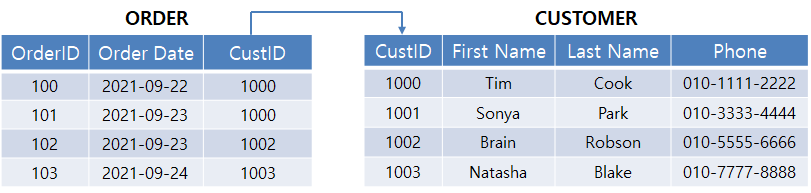 ORDER CUSTOMER
OrderID Order Date CustID CustID First Name Last Name Phone
100 2021-09-22 1000 1000 Tim Cook 010-1111-2222
101 2021-09-23 1000 1001 Sonya Park 010-3333-4444
102 2021-09-23 1002 1002 Brain Robson 010-5555-6666
103 2021-09-24 1003 1003 Natasha Blake 010-7777-8888